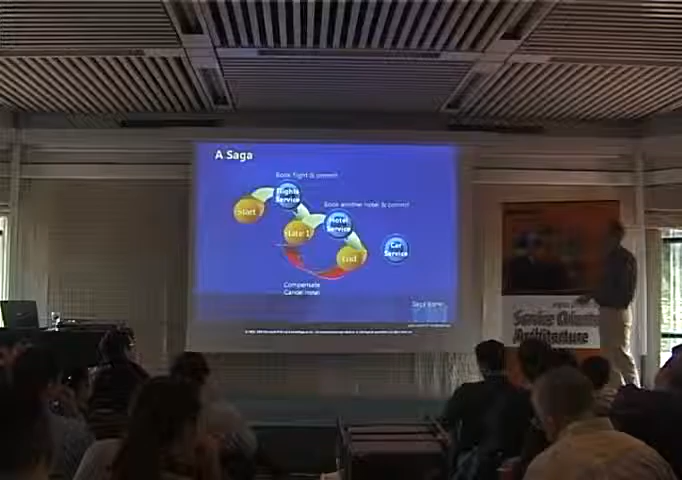 A Saga
Book flight & commit
Flights
Service
Book another hotel & commit
Start
Hotel
Service
State 1
Car
Service
End
Compensate
Cancel hotel
Service Oriented
Architecture